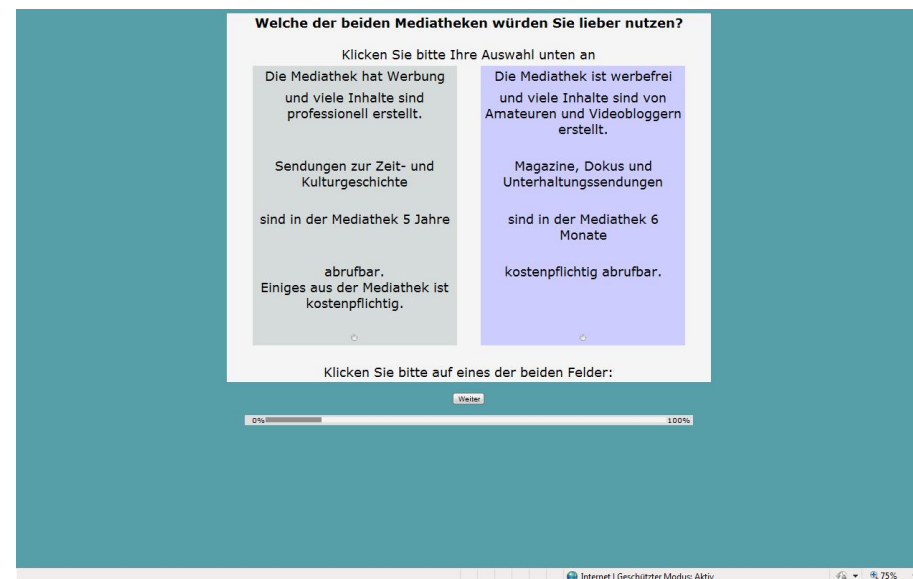 Welche der beiden Mediatheken würden Sie lieber nutzen?
Klicken Sie bitte Ihre Auswahl unten an
Die Mediathek hat Werbung
und viele Inhalte sind
professionell erstellt.
Sendungen zur Zeit- und
Kulturgeschichte
sind in der Mediathek 5 Jahre
abrufbar.
Einiges aus der Mediathek ist
kostenpflichtig.
Die Mediathek ist werbefrei
und viele Inhalte sind von
Amateuren und Videobloggern
erstellt.
Magazine, Dokus und
Unterhaltungssendungen
sind in der Mediathek 6
Monate
kostenpflichtig abrufbar.
Klicken Sie bitte auf eines der beiden Felder:
Weiter
0% 100%
Internet | Geschützter Modus: Aktiv
75%